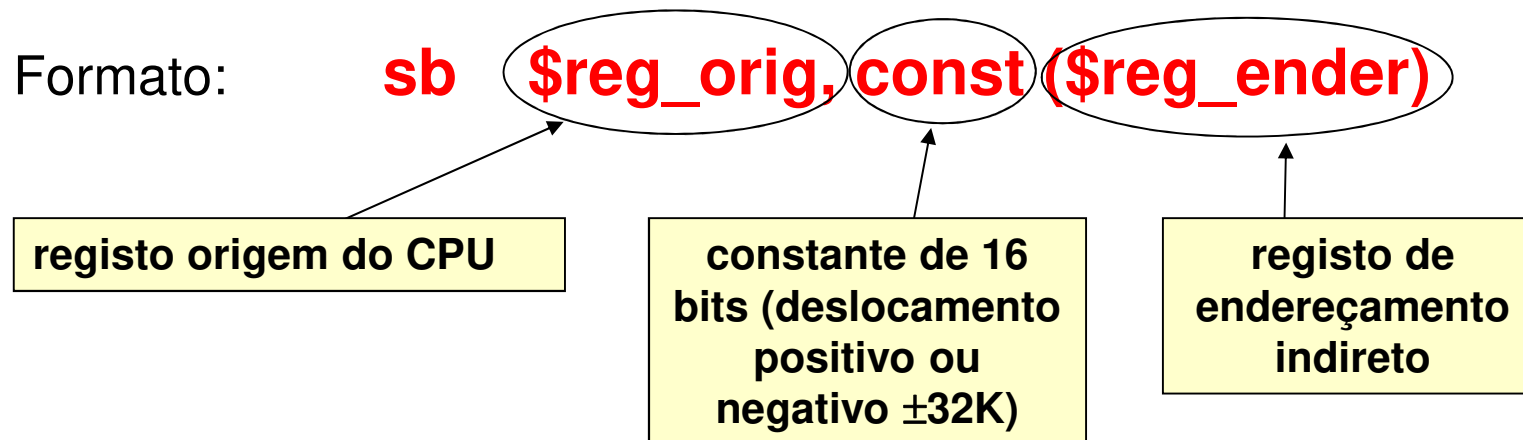 Formato: sb $reg_orig, const ($reg_ender)
registo origem do CPU
constante de 16
bits (deslocamento
positivo ou
negativo ±32K)
registo de
endereçamento
indireto